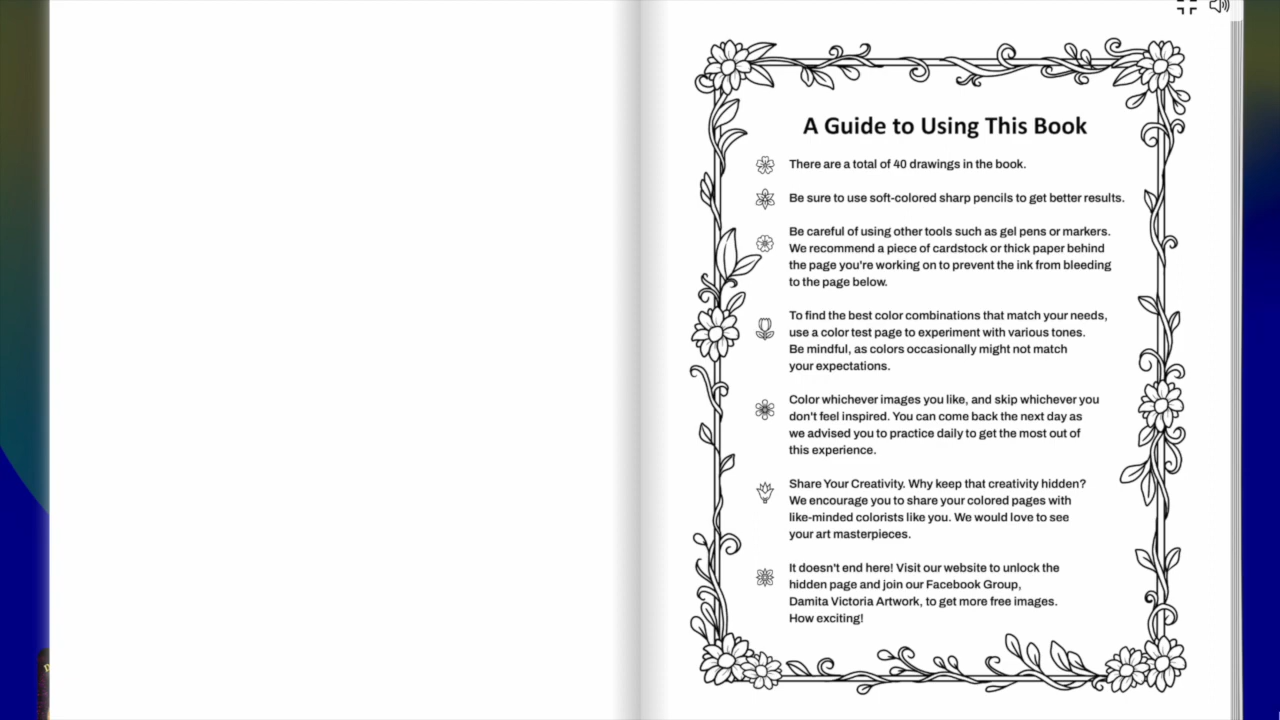 A Guide to Using This Book
There are a total of 40 drawings in the book.
Be sure to use soft-colored sharp pencils to get better results.
Be careful of using other tools such as gel pens or markers.
We recommend a piece of cardstock or thick paper behind
the page you're working on to prevent the ink from bleeding
to the page below.
To find the best color combinations that match your needs,
use a color test page to experiment with various tones.
Be mindful, as colors occasionally might not match
your expectations.
Color whichever images you like, and skip whichever you
don't feel inspired. You can come back the next day as
we advised you to practice daily to get the most out of
this experience.
Share Your Creativity. Why keep that creativity hidden?
We encourage you to share your colored pages with
like-minded colorists like you. We would love to see
your art masterpieces.
It doesn't end here! Visit our website to unlock the
hidden page and join our Facebook Group,
Damita Victoria Artwork, to get more free images.
How exciting!